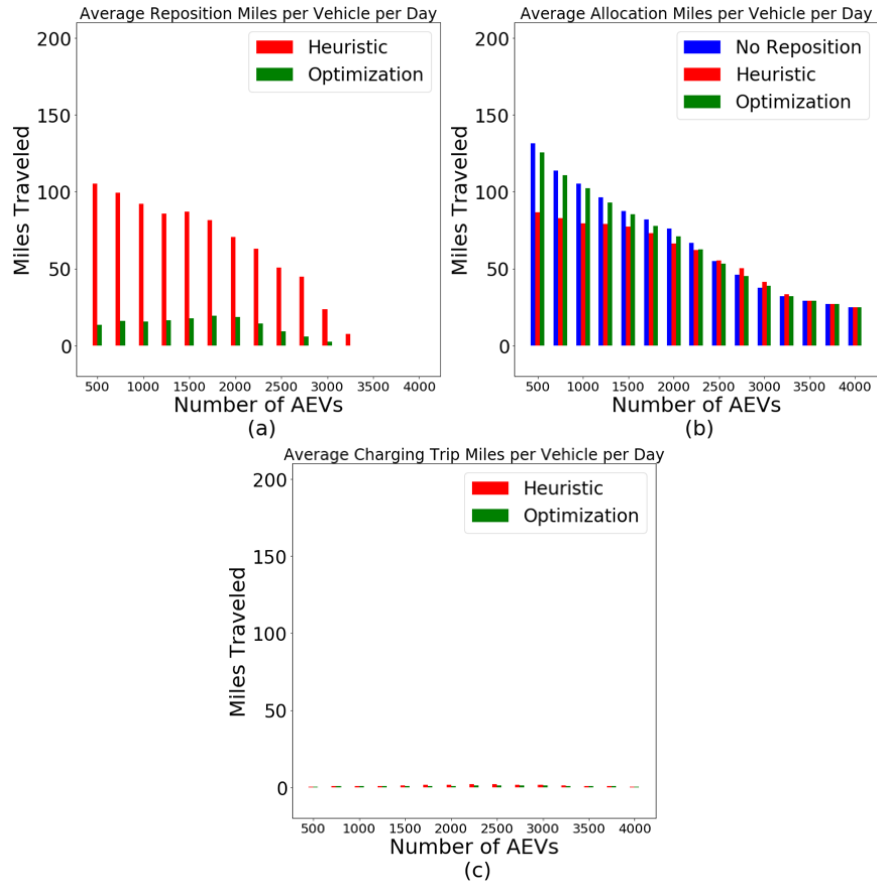 Average Reposition Miles per Vehicle per Day
200
150
100
50
0
Miles Traveled
Heuristic
Optimization
500 1000 1500 2000 2500 3000 3500 4000
Number of AEVs
(a)
Average Allocation Miles per Vehicle per Day
200
150
100
50
0
Miles Traveled
No Reposition
Heuristic
Optimization
500 1000 1500 2000 2500 3000 3500 4000
Number of AEVs
(b)
Average Charging Trip Miles per Vehicle per Day
200
150
100
50
0
Miles Traveled
Heuristic
Optimization
500 1000 1500 2000 2500 3000 3500 4000
Number of AEVs
(c)